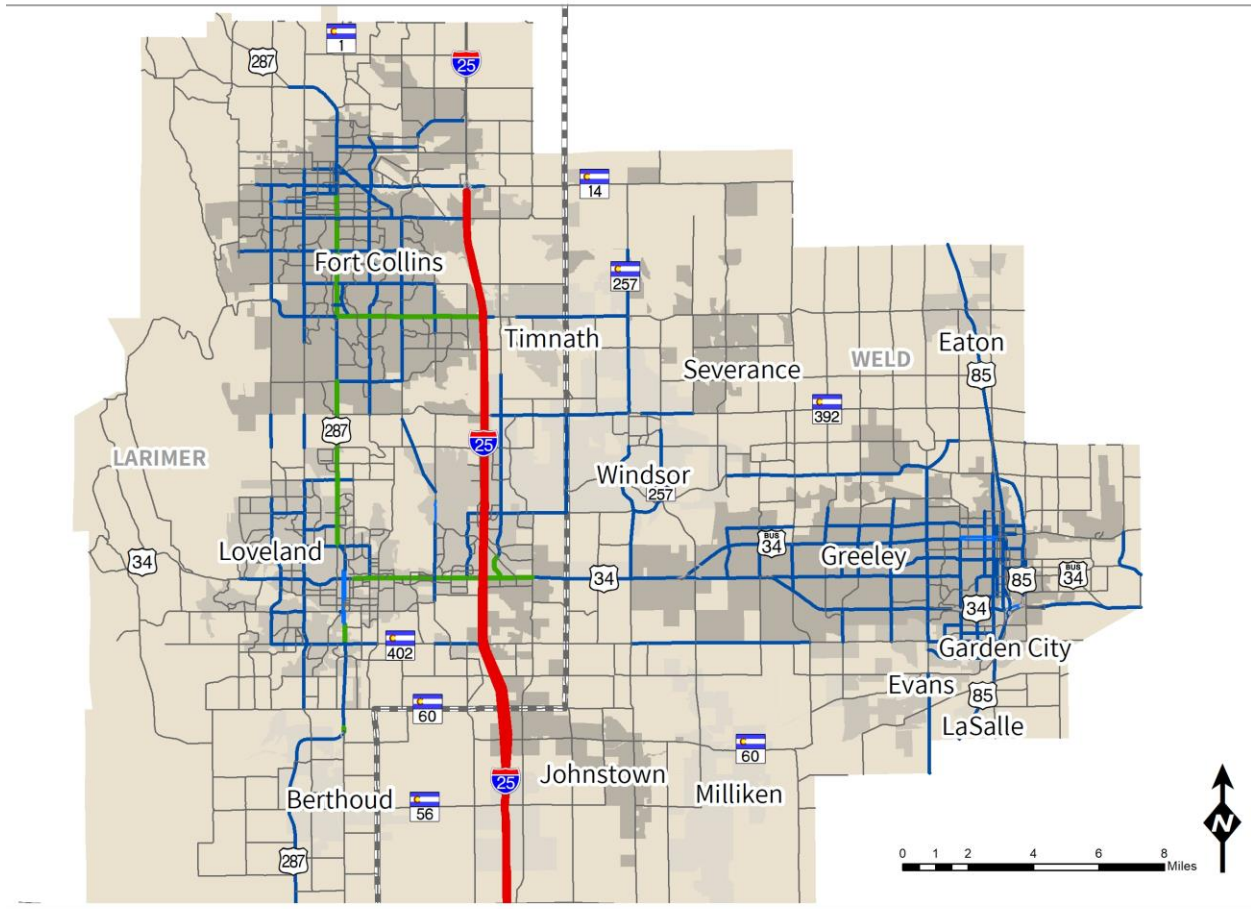 1
287
25
14
Fort Collins
257
Timnath
Eaton
WELD
85
Severance
392
287
25
LARIMER
Windsor
257
Loveland
34
BUS
34
Greeley
34
85
BUS
34
34
402
Garden City
Evans
85
60
LaSalle
60
Johnstown
25
Milliken
Berthoud
56
287
N
0 1 2 4 6 8
Miles